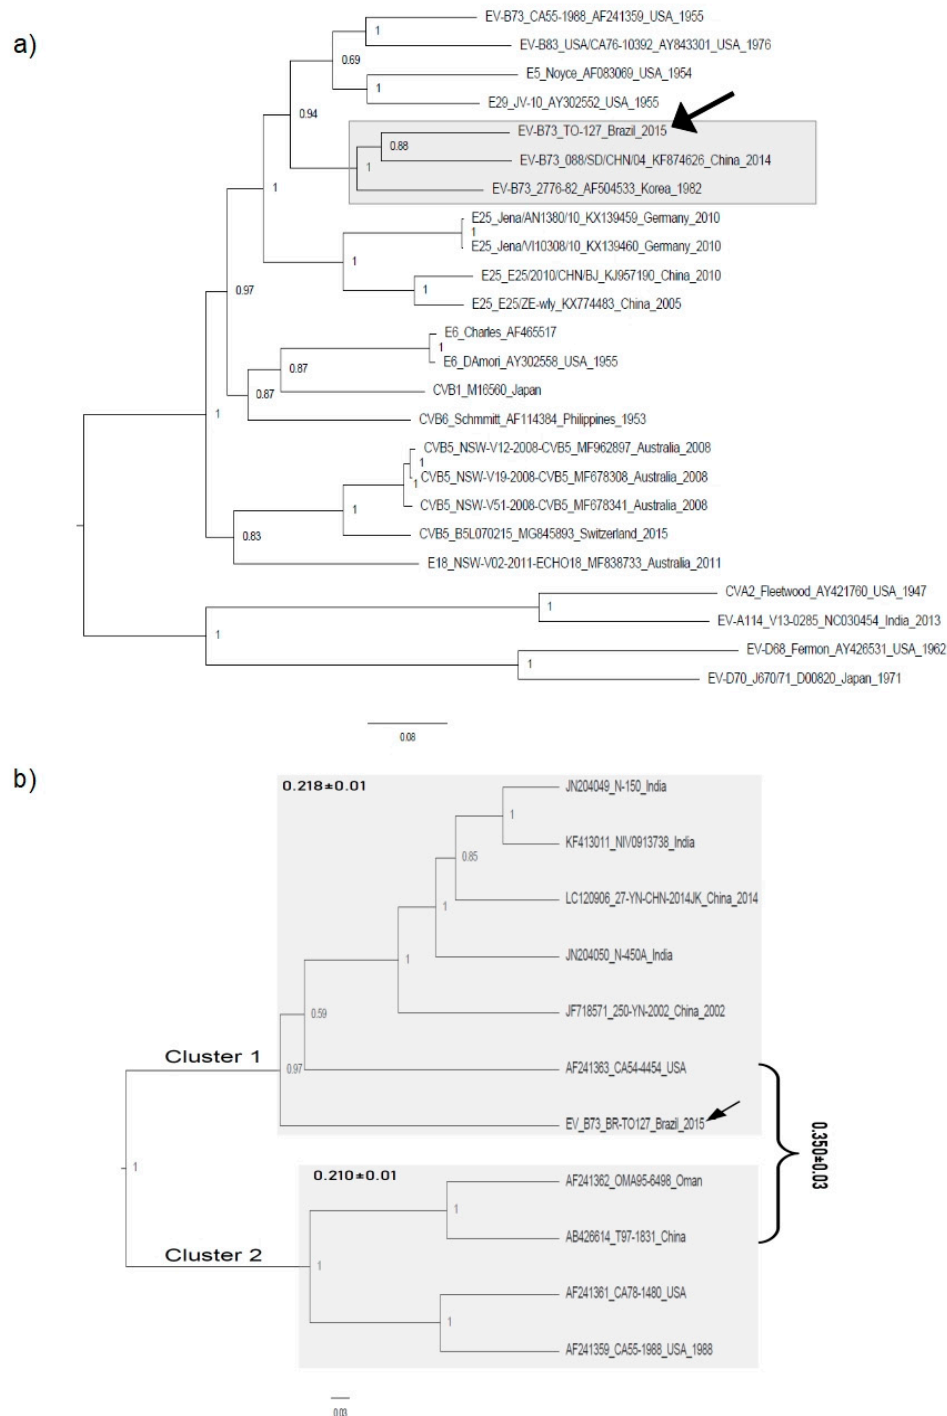 a)
EV-B73_CA55-1988_AF241359_USA_1955
1
EV-B83_USA/CA76-10392_AY843301_USA_1976
0.69
E5_Noyce_AF083069_USA_1954
1
E29_JV-10_AY302552_USA_1955
0.94
EV-B73_TO-127_Brazil_2015
0.88
EV-B73_088/SD/CHN/04_KF874626_China_2014
1
EV-B73_2776-82_AF504533_Korea_1982
1
E25_Jena/AN1380/10_KX139459_Germany_2010
1
E25_Jena/VI10308/10_KX139460_Germany_2010
1
E25_E25/2010/CHN/BJ_KJ957190_China_2010
1
E25_E25/ZE-wly_KX774483_China_2005
0.97
E6_Charles_AF465517
1
E6_DAmori_AY302558_USA_1955
0.87
CVB1_M16560_Japan
0.87
CVB6_Schmmitt_AF114384_Philippines_1953
1
CVB5_NSW-V12-2008-CVB5_MF962897_Australia_2008
1
CVB5_NSW-V19-2008-CVB5_MF678308_Australia_2008
1
CVB5_NSW-V51-2008-CVB5_MF678341_Australia_2008
1
CVB5_B5L070215_MG845893_Switzerland_2015
0.83
E18_NSW-V02-2011-ECHO18_MF838733_Australia_2011
CVA2_Fleetwood_AY421760_USA_1947
1
EV-A114_V13-0285_NC030454_India_2013
1
EV-D68_Fermon_AY426531_USA_1962
1
EV-D70_J670/71_D00820_Japan_1971
0.08
b)
0.218±0.01
JN204049_N-150_India
1
KF413011_NIV0913738_India
0.85
LC120906_27-YN-CHN-2014JK_China_2014
1
JN204050_N-450A_India
1
JF718571_250-YN-2002_China_2002
0.59
Cluster 1
0.97
AF241363_CA54-4454_USA
EV_B73_BR-TO127_Brazil_2015
0.350±0.03
1
0.210±0.01
AF241362_OMA95-6498_Oman
1
AB426614_T97-1831_China
Cluster 2
1
AF241361_CA78-1480_USA
1
AF241359_CA55-1988_USA_1988
0.03